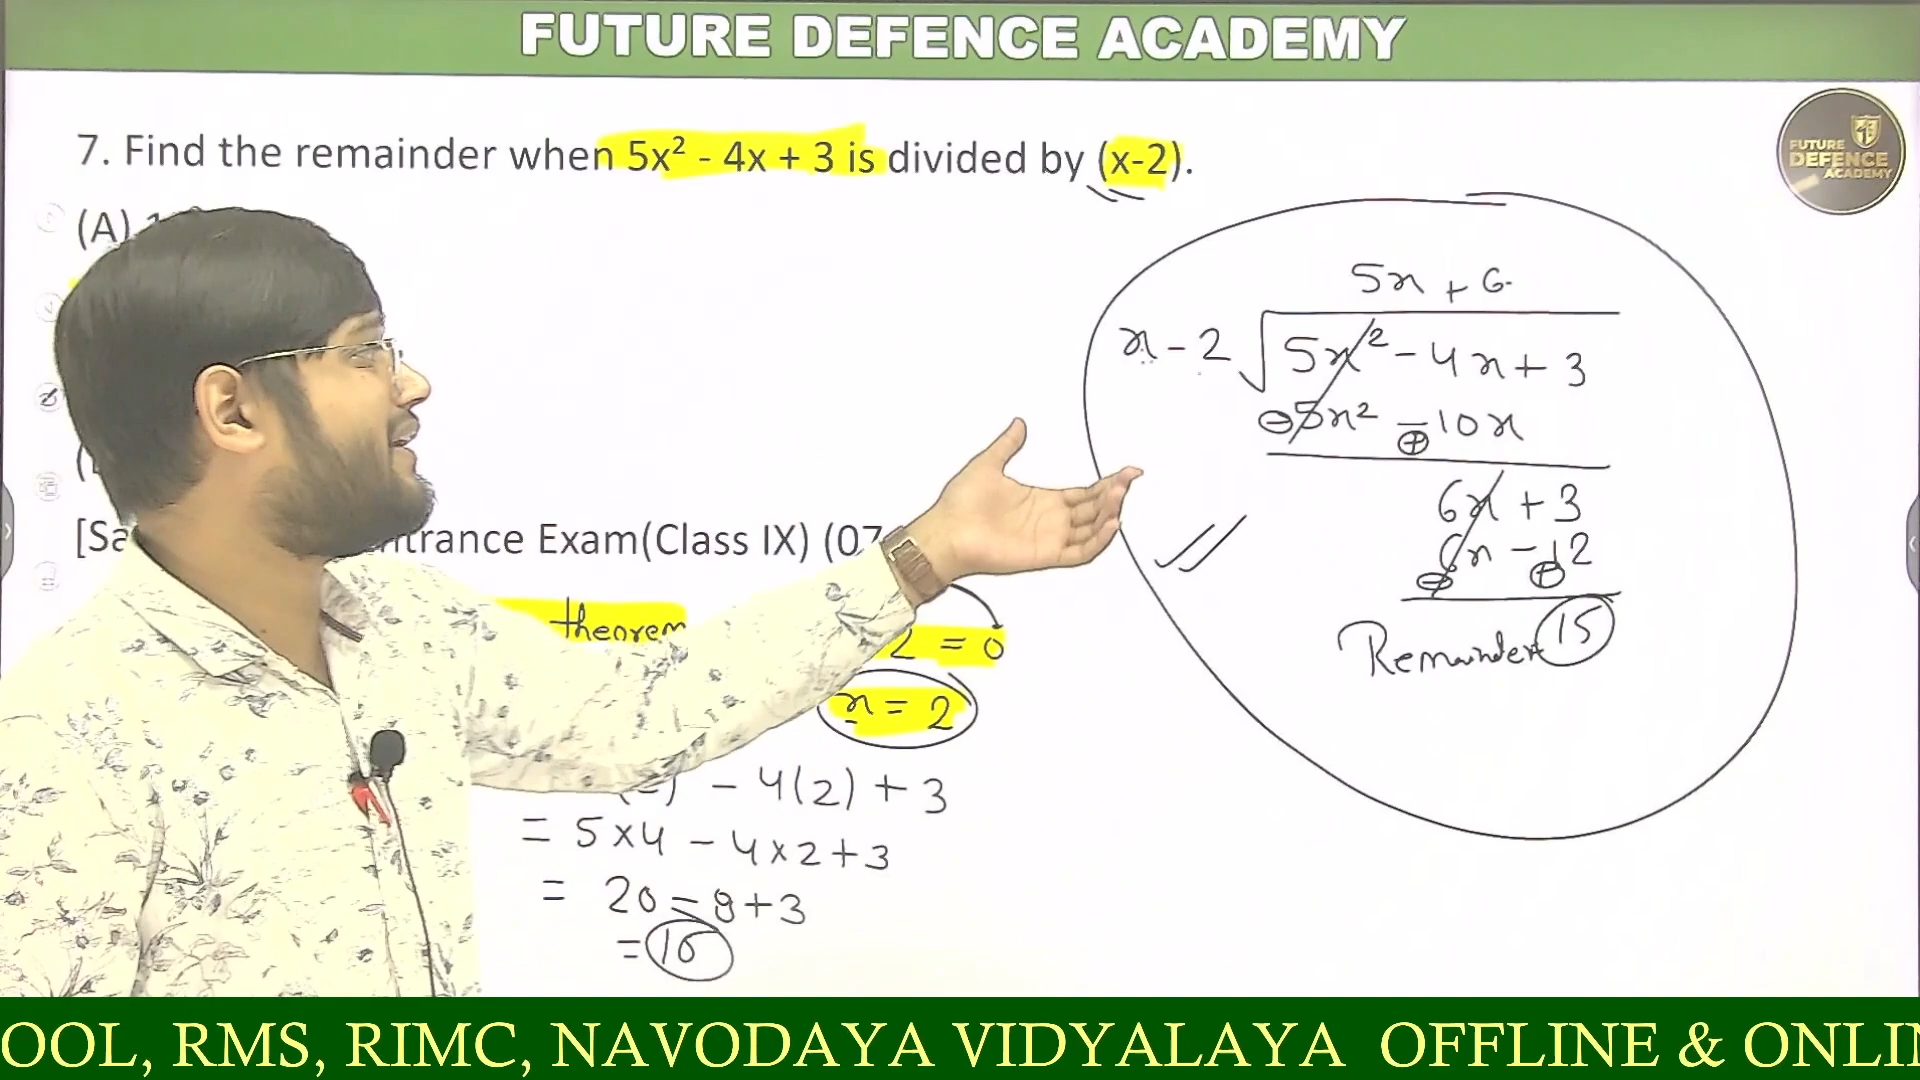 FUTURE DEFENCE ACADEMY
7. Find the remainder when 5x² - 4x + 3 is divided by (x-2).
FUTURE
DEFENCE
ACADEMY
(A) 1
5x + 6
x - 2 √ 5x² - 4x + 3
⊖5x² - ⊕10x
6x + 3
⊖6x - ⊕12
Remainder 15
[Sa ntrance Exam(Class IX) (07
theorem
2 = 0
x = 2
- 4(2) + 3
= 5×4 - 4×2+3
= 20 - 8+3
= 15
OOL, RMS, RIMC, NAVODAYA VIDYALAYA OFFLINE & ONLI